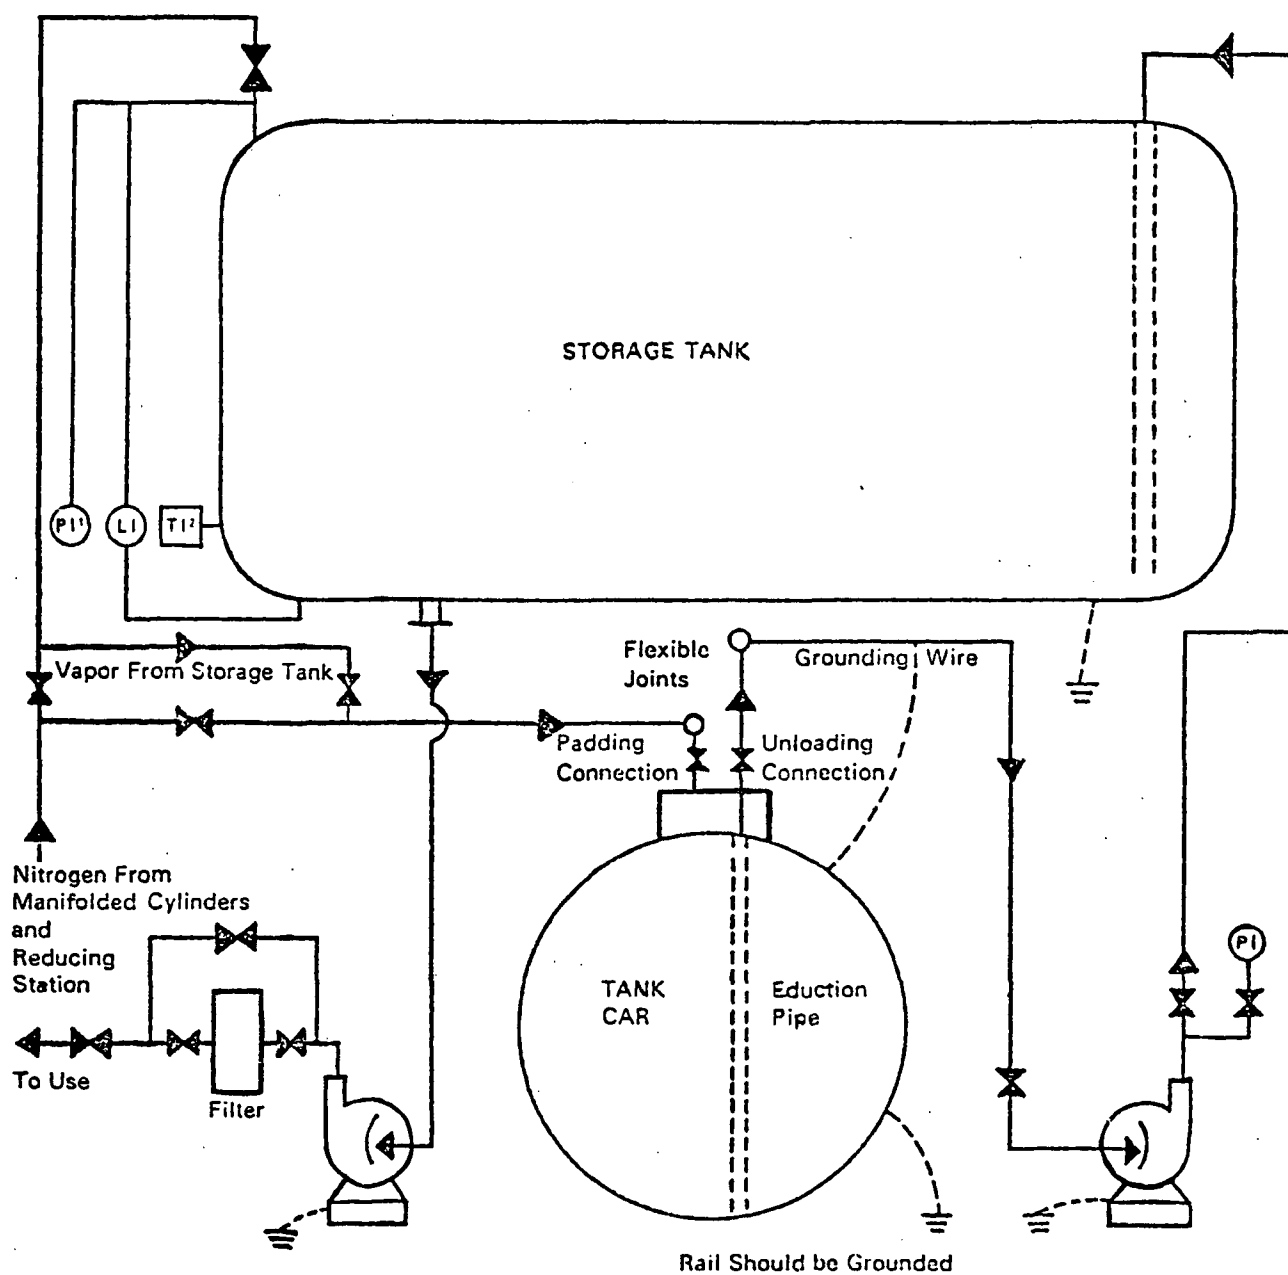 STORAGE TANK
PI¹
LI
TI²
Vapor From Storage Tank
Flexible
Joints
Grounding Wire
Padding
Connection
Unloading
Connection
Nitrogen From
Manifolded Cylinders
and
Reducing
Station
To Use
Filter
TANK
CAR
Eduction
Pipe
PI
Rail Should be Grounded